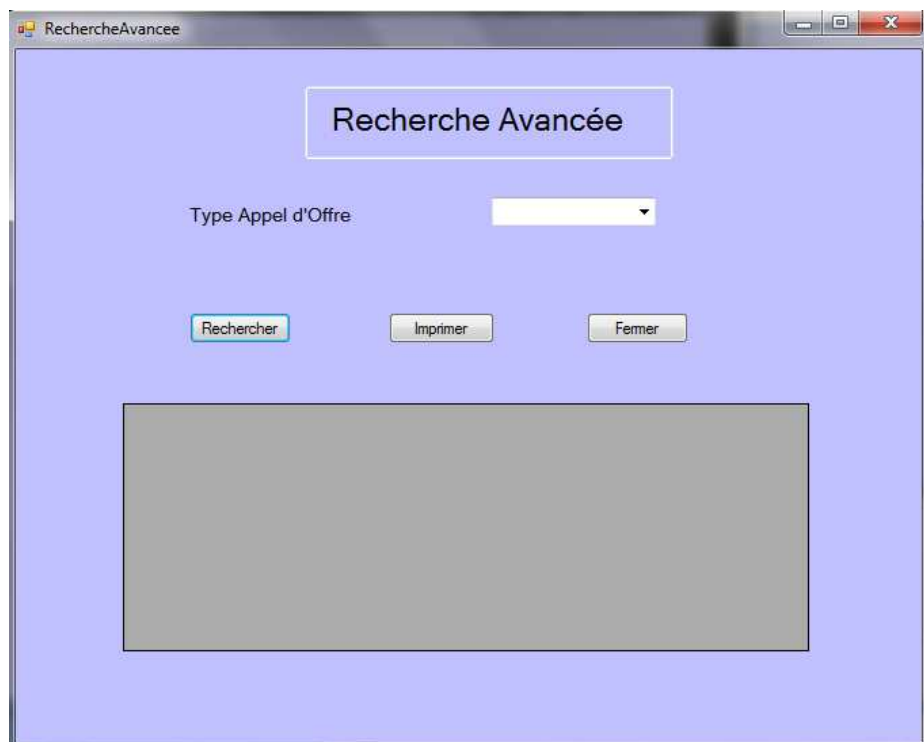 RechercheAvancee
Recherche Avancée
Type Appel d'Offre
Rechercher
Imprimer
Fermer